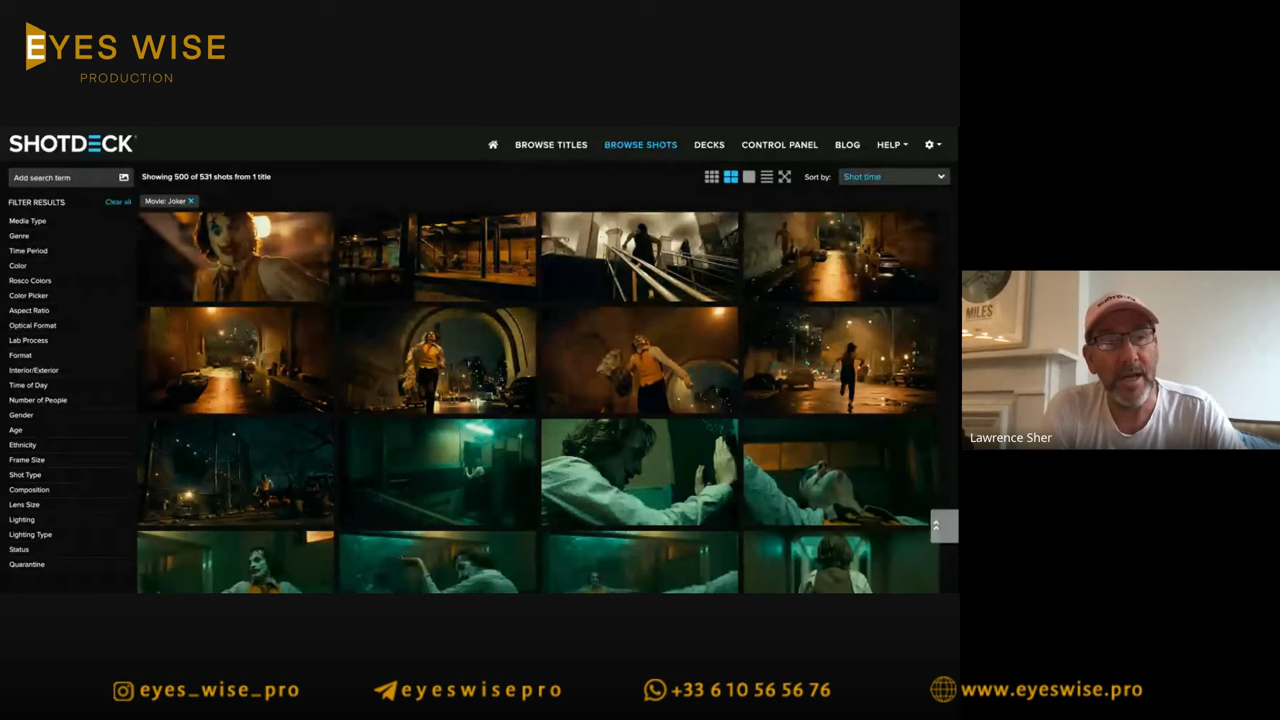 EYES WISE
PRODUCTION
SHOTDECK
BROWSE TITLES
BROWSE SHOTS
DECKS
CONTROL PANEL
BLOG
HELP
Add search term
Showing 500 of 531 shots from 1 title
Sort by:
Shot time
FILTER RESULTS
Clear all
Movie: Joker
Media Type
Genre
Time Period
Color
Rosco Colors
Color Picker
Aspect Ratio
Optical Format
Lab Process
Format
Interior/Exterior
Time of Day
Number of People
Gender
Age
Ethnicity
Frame Size
Shot Type
Composition
Lens Size
Lighting
Lighting Type
Status
Quarantine
MILES
SHOTDECK
Lawrence Sher
eyes_wise_pro
eyeswisepro
+33 6 10 56 56 76
www.eyeswise.pro